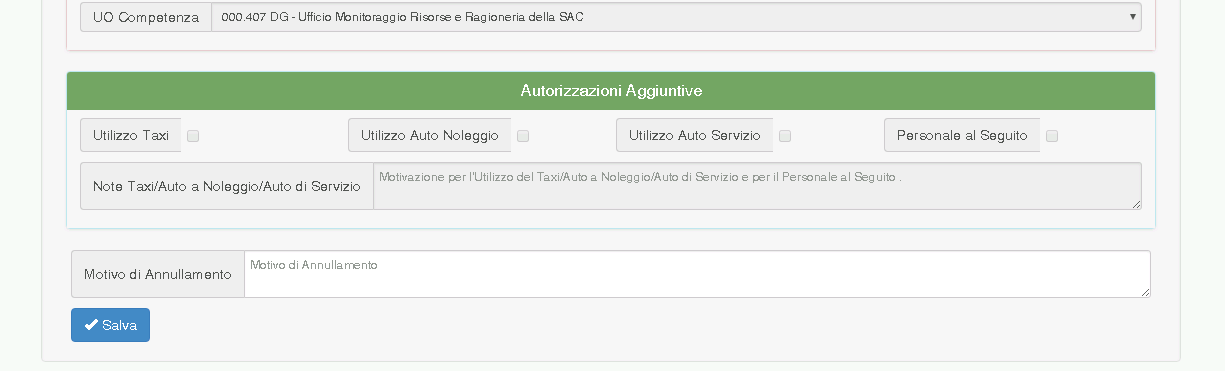 UO Competenza 000.407 DG - Ufficio Monitoraggio Risorse e Ragioneria della SAC
Autorizzazioni Aggiuntive
Utilizzo Taxi Utilizzo Auto Noleggio Utilizzo Auto Servizio Personale al Seguito
Note Taxi/Auto a Noleggio/Auto di Servizio Motivazione per l'Utilizzo del Taxi/Auto a Noleggio/Auto di Servizio e per il Personale al Seguito .
Motivo di Annullamento Motivo di Annullamento
Salva